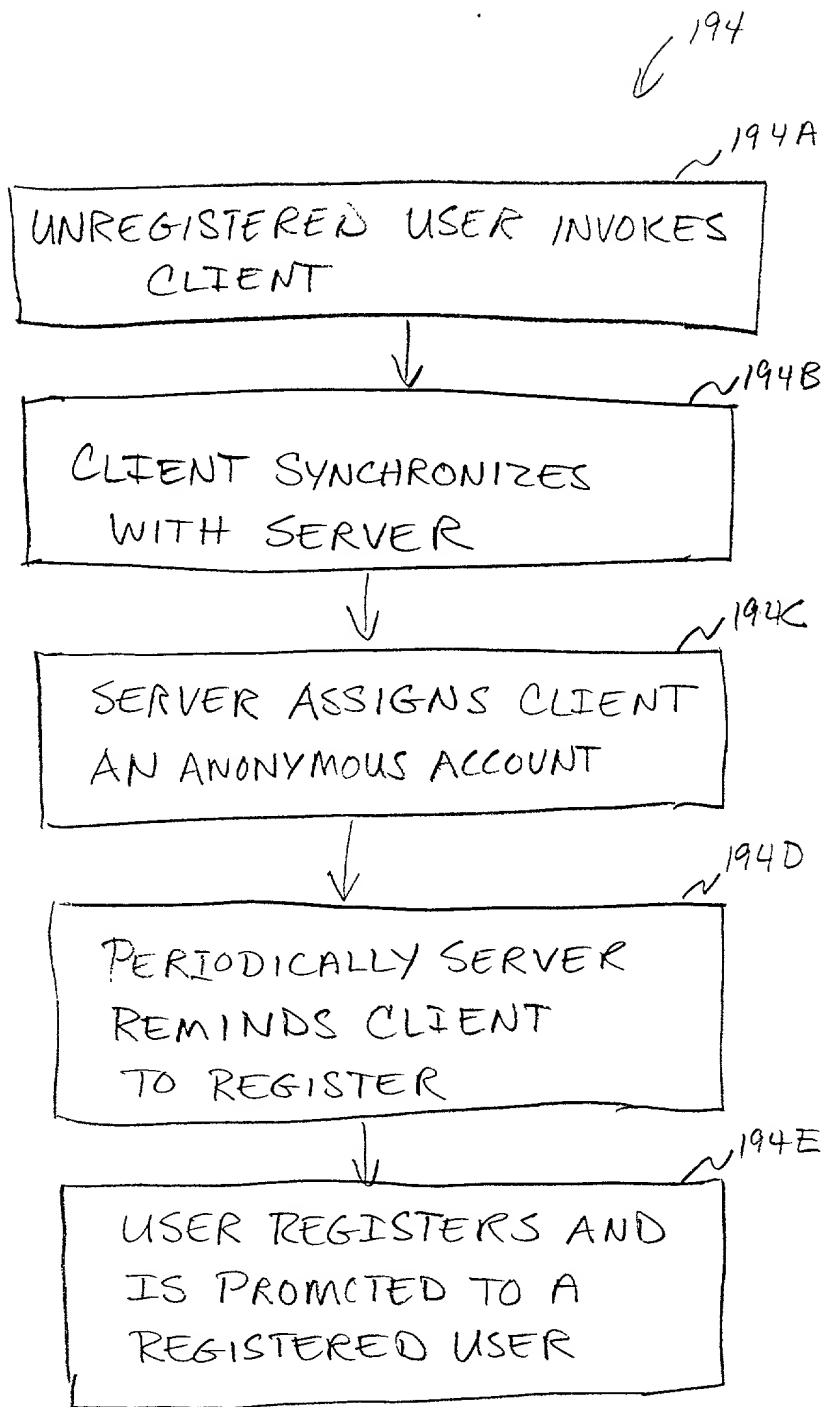 194
194A
UNREGISTERED USER INVOKES
CLIENT
194B
CLIENT SYNCHRONIZES
WITH SERVER
194C
SERVER ASSIGNS CLIENT
AN ANONYMOUS ACCOUNT
194D
PERIODICALLY SERVER
REMINDS CLIENT
TO REGISTER
194E
USER REGISTERS AND
IS PROMOTED TO A
REGISTERED USER